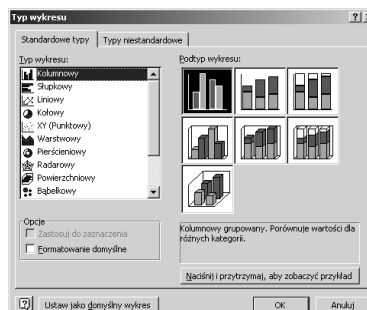 Typ wykresu
Standardowe typy
Typy niestandardowe
Typ wykresu:
Kolumnowy
Słupkowy
Liniowy
Kołowy
XY (Punktowy)
Warstwowy
Pierścieniowy
Radarowy
Powierzchniowy
Bąbelkowy
Podtyp wykresu:
Opcje
Zastosuj do zaznaczenia
Formatowanie domyślne
Kolumnowy grupowany. Porównuje wartości dla
różnych kategorii.
Naciśnij i przytrzymaj, aby zobaczyć przykład
Ustaw jako domyślny wykres
OK
Anuluj